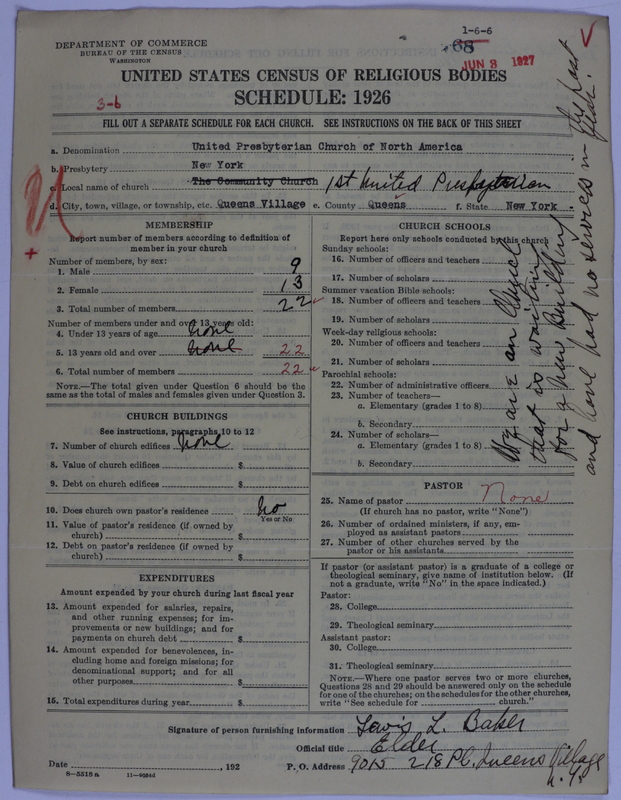 1-6-6
68
JUN 3 1927
DEPARTMENT OF COMMERCE
BUREAU OF THE CENSUS
WASHINGTON
UNITED STATES CENSUS OF RELIGIOUS BODIES
SCHEDULE: 1926
3-6
FILL OUT A SEPARATE SCHEDULE FOR EACH CHURCH. SEE INSTRUCTIONS ON THE BACK OF THIS SHEET
a. Denomination United Presbyterian Church of North America
b. Presbytery New York
c. Local name of church The Community Church 1st United Presbyterian
d. City, town, village, or township, etc. Queens Village e. County Queens f. State New York.
MEMBERSHIP
Report number of members according to definition of
member in your church
Number of members, by sex:
1. Male 9
2. Female 13
3. Total number of members 22
Number of members under and over 13 years old:
4. Under 13 years of age none
5. 13 years old and over none 22
6. Total number of members 22
NOTE.—The total given under Question 6 should be the
same as the total of males and females given under Question 3.
CHURCH BUILDINGS
See instructions, paragraphs 10 to 12
7. Number of church edifices none
8. Value of church edifices $
9. Debt on church edifices $
10. Does church own pastor's residence no
Yes or No
11. Value of pastor's residence (if owned by
church) $
12. Debt on pastor's residence (if owned by
church) $
EXPENDITURES
Amount expended by your church during last fiscal year
13. Amount expended for salaries, repairs,
and other running expenses; for im-
provements or new buildings; and for
payments on church debt $
14. Amount expended for benevolences, in-
cluding home and foreign missions; for
denominational support; and for all
other purposes $
15. Total expenditures during year $
CHURCH SCHOOLS
Report here only schools conducted by this church
Sunday schools:
16. Number of officers and teachers
17. Number of scholars
Summer vacation Bible schools:
18. Number of officers and teachers
19. Number of scholars
Week-day religious schools:
20. Number of officers and teachers
21. Number of scholars
Parochial schools:
22. Number of administrative officers
23. Number of teachers—
a. Elementary (grades 1 to 8)
b. Secondary
24. Number of scholars—
a. Elementary (grades 1 to 8)
b. Secondary
We are an Church
that is waiting
for a new Building
and have had no services in the past
PASTOR
25. Name of pastor None
(If church has no pastor, write "None")
26. Number of ordained ministers, if any, em-
ployed as assistant pastors
27. Number of other churches served by the
pastor or his assistants
If pastor (or assistant pastor) is a graduate of a college or
theological seminary, give name of institution below. (If
not a graduate, write "No" in the space indicated.)
Pastor:
28. College
29. Theological seminary
Assistant pastor:
30. College
31. Theological seminary
NOTE.—Where one pastor serves two or more churches,
Questions 28 and 29 should be answered only on the schedule
for one of the churches; on the schedules for the other churches,
write "See schedule for church."
Signature of person furnishing information Lewis L. Baker
Official title Elder
Date , 192 P. O. Address 9015 218 Pl. Queens Village
N.Y.
8-5518a 11-9054d